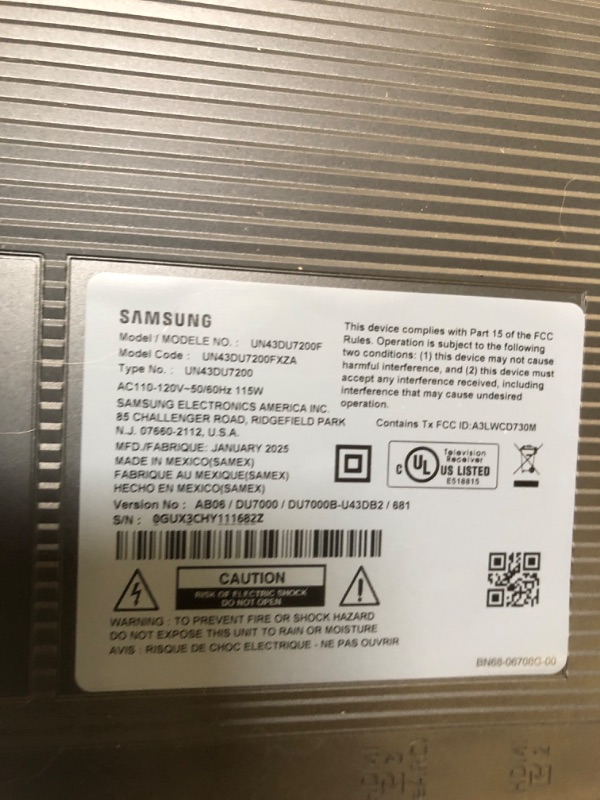 SAMSUNG
Model / MODELE NO. : UN43DU7200F
Model Code : UN43DU7200FXZA
Type No. : UN43DU7200
AC110-120V~50/60Hz 115W
SAMSUNG ELECTRONICS AMERICA INC.
85 CHALLENGER ROAD, RIDGEFIELD PARK
N.J. 07660-2112, U.S.A.
MFD./FABRIQUE: JANUARY 2025
MADE IN MEXICO(SAMEX)
FABRIQUE AU MEXIQUE(SAMEX)
HECHO EN MEXICO(SAMEX)
Version No : AB06 / DU7000 / DU7000B-U43DB2 / 681
S/N : 0GUX3CHY111682Z
This device complies with Part 15 of the FCC
Rules. Operation is subject to the following
two conditions: (1) this device may not cause
harmful interference, and (2) this device must
accept any interference received, including
interference that may cause undesired
operation.
Contains Tx FCC ID:A3LWCD730M
Television
Receiver
c UL US LISTED
E518815
CAUTION
RISK OF ELECTRIC SHOCK
DO NOT OPEN
WARNING : TO PREVENT FIRE OR SHOCK HAZARD
DO NOT EXPOSE THIS UNIT TO RAIN OR MOISTURE
AVIS : RISQUE DE CHOC ELECTRIQUE - NE PAS OUVRIR
BN68-06708G-00
HDMI 2